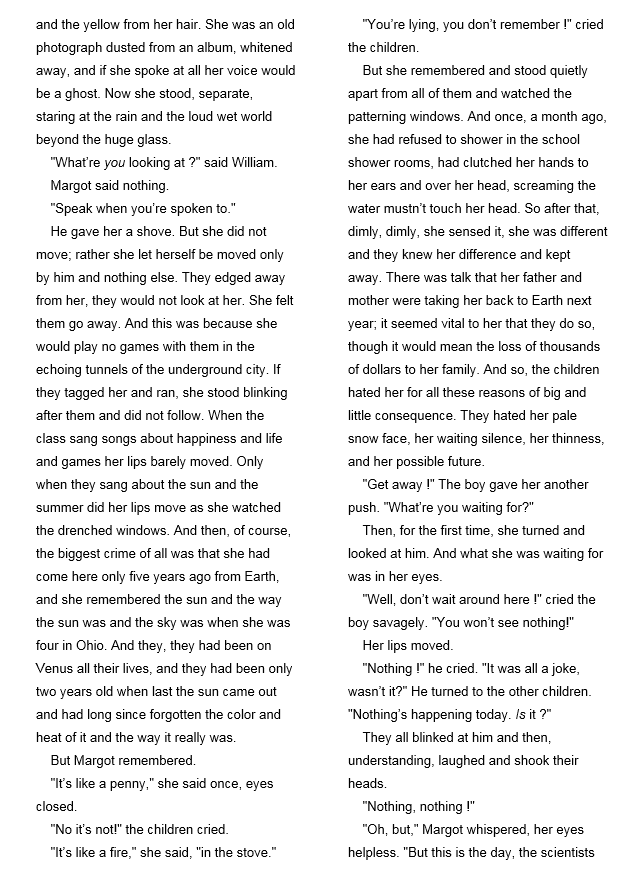 and the yellow from her hair. She was an old
photograph dusted from an album, whitened
away, and if she spoke at all her voice would
be a ghost. Now she stood, separate,
staring at the rain and the loud wet world
beyond the huge glass.
"What're you looking at ?" said William.
Margot said nothing.
"Speak when you're spoken to."
He gave her a shove. But she did not
move; rather she let herself be moved only
by him and nothing else. They edged away
from her, they would not look at her. She felt
them go away. And this was because she
would play no games with them in the
echoing tunnels of the underground city. If
they tagged her and ran, she stood blinking
after them and did not follow. When the
class sang songs about happiness and life
and games her lips barely moved. Only
when they sang about the sun and the
summer did her lips move as she watched
the drenched windows. And then, of course,
the biggest crime of all was that she had
come here only five years ago from Earth,
and she remembered the sun and the way
the sun was and the sky was when she was
four in Ohio. And they, they had been on
Venus all their lives, and they had been only
two years old when last the sun came out
and had long since forgotten the color and
heat of it and the way it really was.
But Margot remembered.
"It's like a penny," she said once, eyes
closed.
"No it's not!" the children cried.
"It's like a fire," she said, "in the stove."
"You're lying, you don't remember !" cried
the children.
But she remembered and stood quietly
apart from all of them and watched the
patterning windows. And once, a month ago,
she had refused to shower in the school
shower rooms, had clutched her hands to
her ears and over her head, screaming the
water mustn't touch her head. So after that,
dimly, dimly, she sensed it, she was different
and they knew her difference and kept
away. There was talk that her father and
mother were taking her back to Earth next
year; it seemed vital to her that they do so,
though it would mean the loss of thousands
of dollars to her family. And so, the children
hated her for all these reasons of big and
little consequence. They hated her pale
snow face, her waiting silence, her thinness,
and her possible future.
"Get away !" The boy gave her another
push. "What're you waiting for?"
Then, for the first time, she turned and
looked at him. And what she was waiting for
was in her eyes.
"Well, don't wait around here !" cried the
boy savagely. "You won't see nothing!"
Her lips moved.
"Nothing !" he cried. "It was all a joke,
wasn't it?" He turned to the other children.
"Nothing's happening today. Is it ?"
They all blinked at him and then,
understanding, laughed and shook their
heads.
"Nothing, nothing !"
"Oh, but," Margot whispered, her eyes
helpless. "But this is the day, the scientists